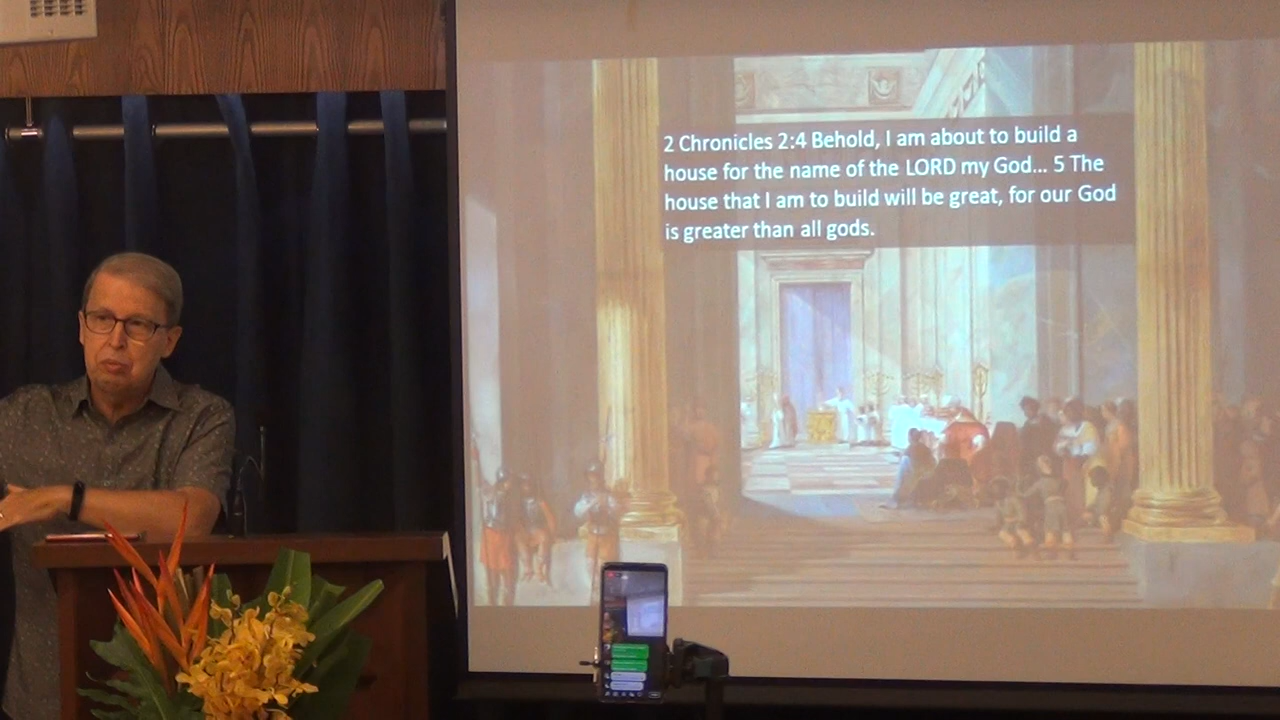 2 Chronicles 2:4 Behold, I am about to build a
house for the name of the LORD my God... 5 The
house that I am to build will be great, for our God
is greater than all gods.